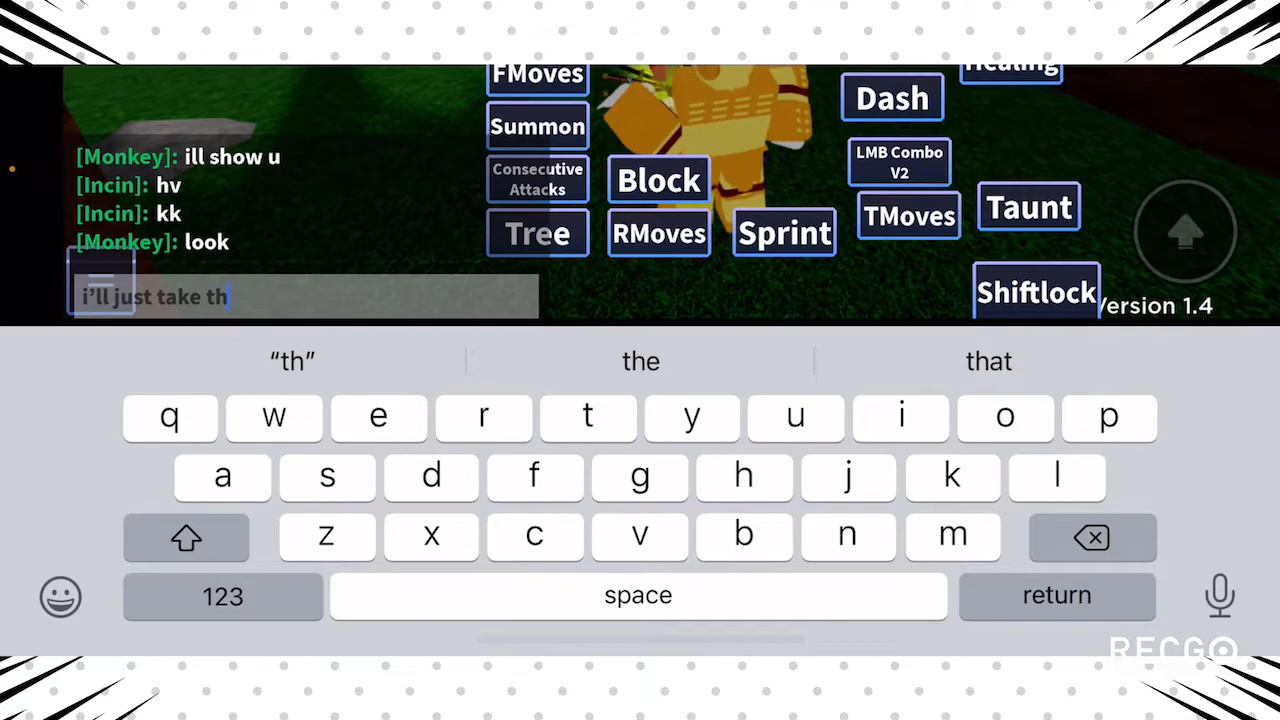 FMoves
Healing
Dash
Summon
[Monkey]: ill show u
LMB Combo
V2
Consecutive
Attacks
Block
[Incin]: hv
TMoves
Taunt
[Incin]: kk
Tree
RMoves
Sprint
[Monkey]: look
Shiftlock
Version 1.4
i’ll just take th
“th”
the
that
q w e r t y u i o p
a s d f g h j k l
z x c v b n m
123
space
return
RECGO